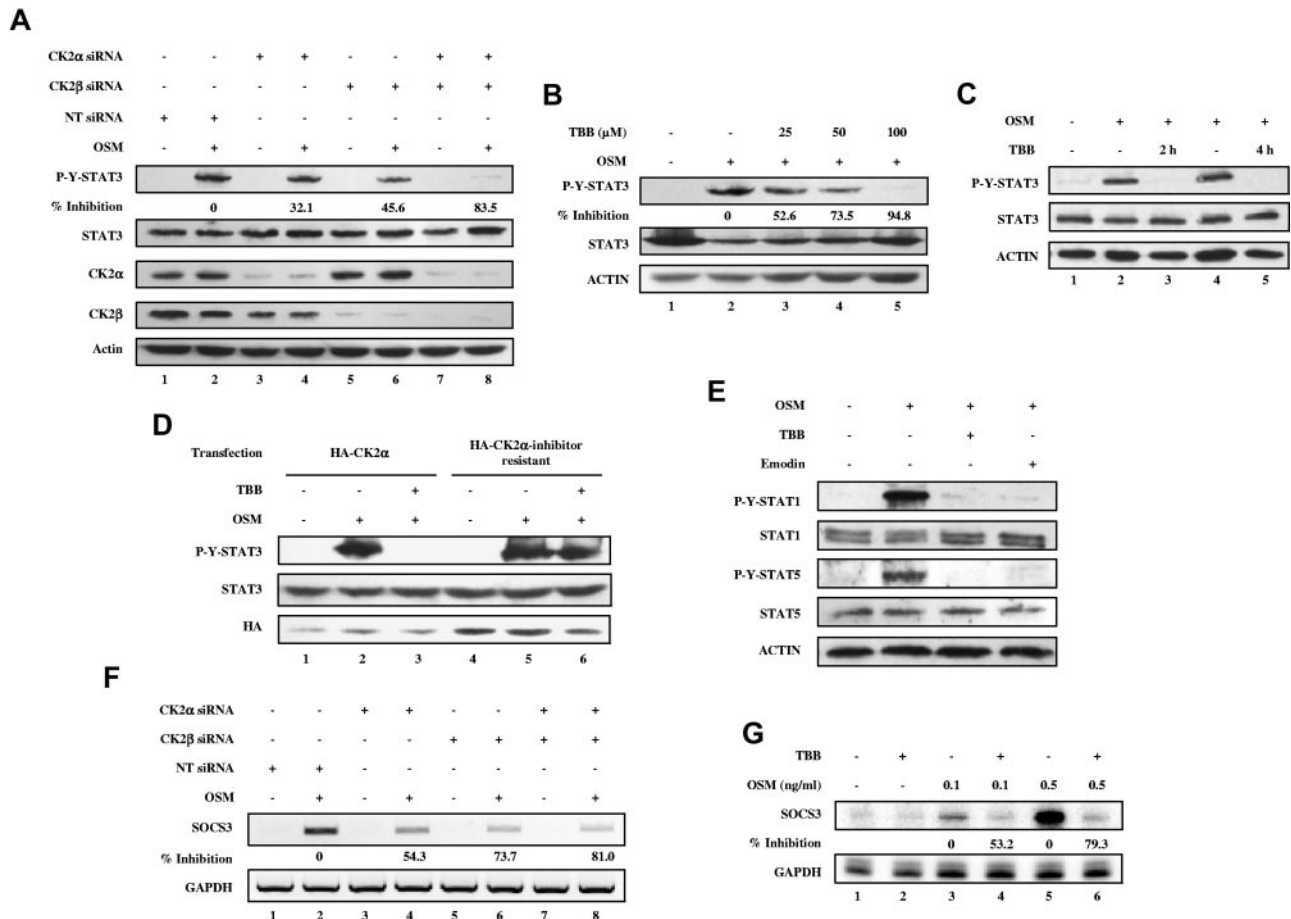 A
CK2α siRNA - - + + - - + +
CK2β siRNA - - - - + + + +
NT siRNA + + - - - - - -
OSM - + - + - + - +
P-Y-STAT3
% Inhibition 0 32.1 45.6 83.5
STAT3
CK2α
CK2β
Actin
1 2 3 4 5 6 7 8
B
TBB (µM) - - 25 50 100
OSM - + + + +
P-Y-STAT3
% Inhibition 0 52.6 73.5 94.8
STAT3
ACTIN
1 2 3 4 5
C
OSM - + + + +
TBB - - 2 h - 4 h
P-Y-STAT3
STAT3
ACTIN
1 2 3 4 5
D
Transfection HA-CK2α HA-CK2α-inhibitor
resistant
TBB - - + - - +
OSM - + + - + +
P-Y-STAT3
STAT3
HA
1 2 3 4 5 6
E
OSM - + + +
TBB - - + -
Emodin - - - +
P-Y-STAT1
STAT1
P-Y-STAT5
STAT5
ACTIN
F
CK2α siRNA - - + + - - + +
CK2β siRNA - - - - + + + +
NT siRNA + + - - - - - -
OSM - + - + - + - +
SOCS3
% Inhibition 0 54.3 73.7 81.0
GAPDH
1 2 3 4 5 6 7 8
G
TBB - + - + - +
OSM (ng/ml) - - 0.1 0.1 0.5 0.5
SOCS3
% Inhibition 0 53.2 0 79.3
GAPDH
1 2 3 4 5 6